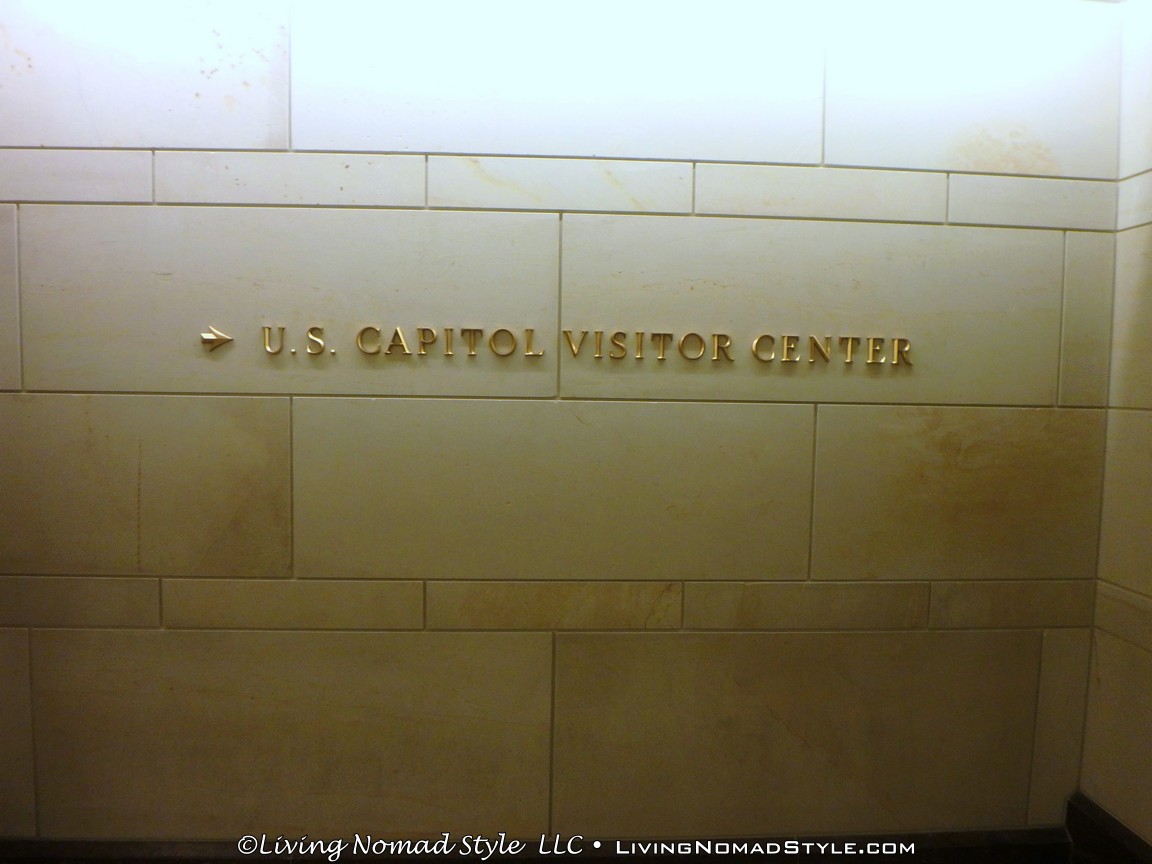 U.S. CAPITOL VISITOR CENTER
©Living Nomad Style LLC • LivingNomadStyle.com